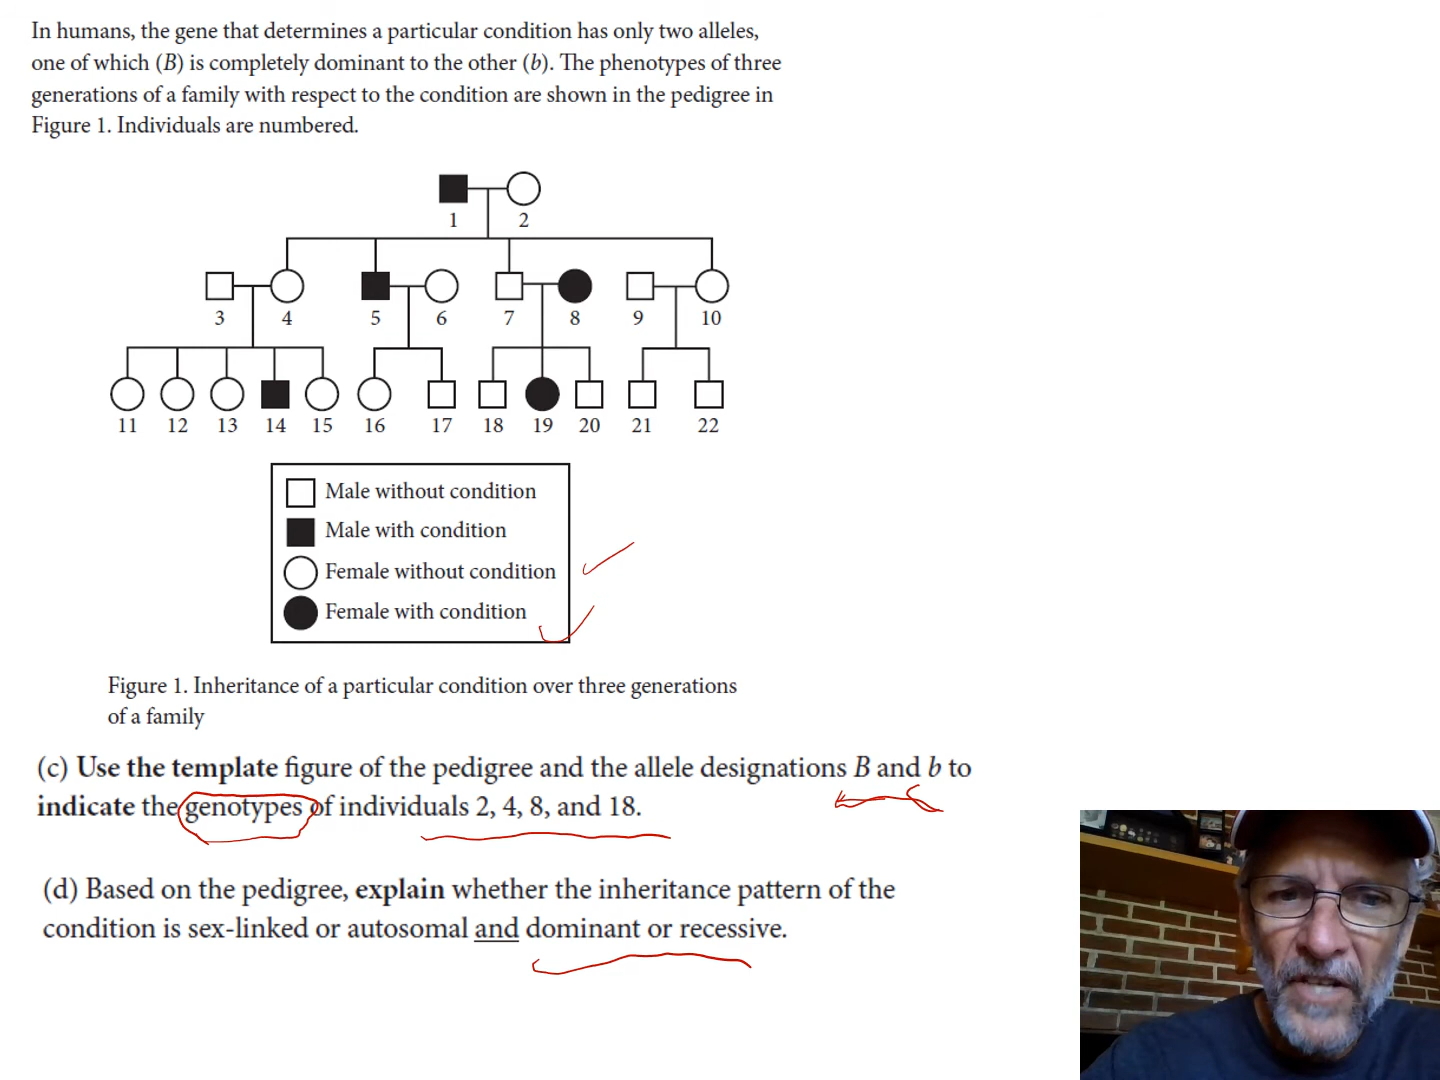 In humans, the gene that determines a particular condition has only two alleles,
one of which (B) is completely dominant to the other (b). The phenotypes of three
generations of a family with respect to the condition are shown in the pedigree in
Figure 1. Individuals are numbered.
1 2
3 4 5 6 7 8 9 10
11 12 13 14 15 16 17 18 19 20 21 22
Male without condition
Male with condition
Female without condition
Female with condition
Figure 1. Inheritance of a particular condition over three generations
of a family
(c) Use the template figure of the pedigree and the allele designations B and b to
indicate the genotypes of individuals 2, 4, 8, and 18.
(d) Based on the pedigree, explain whether the inheritance pattern of the
condition is sex-linked or autosomal and dominant or recessive.